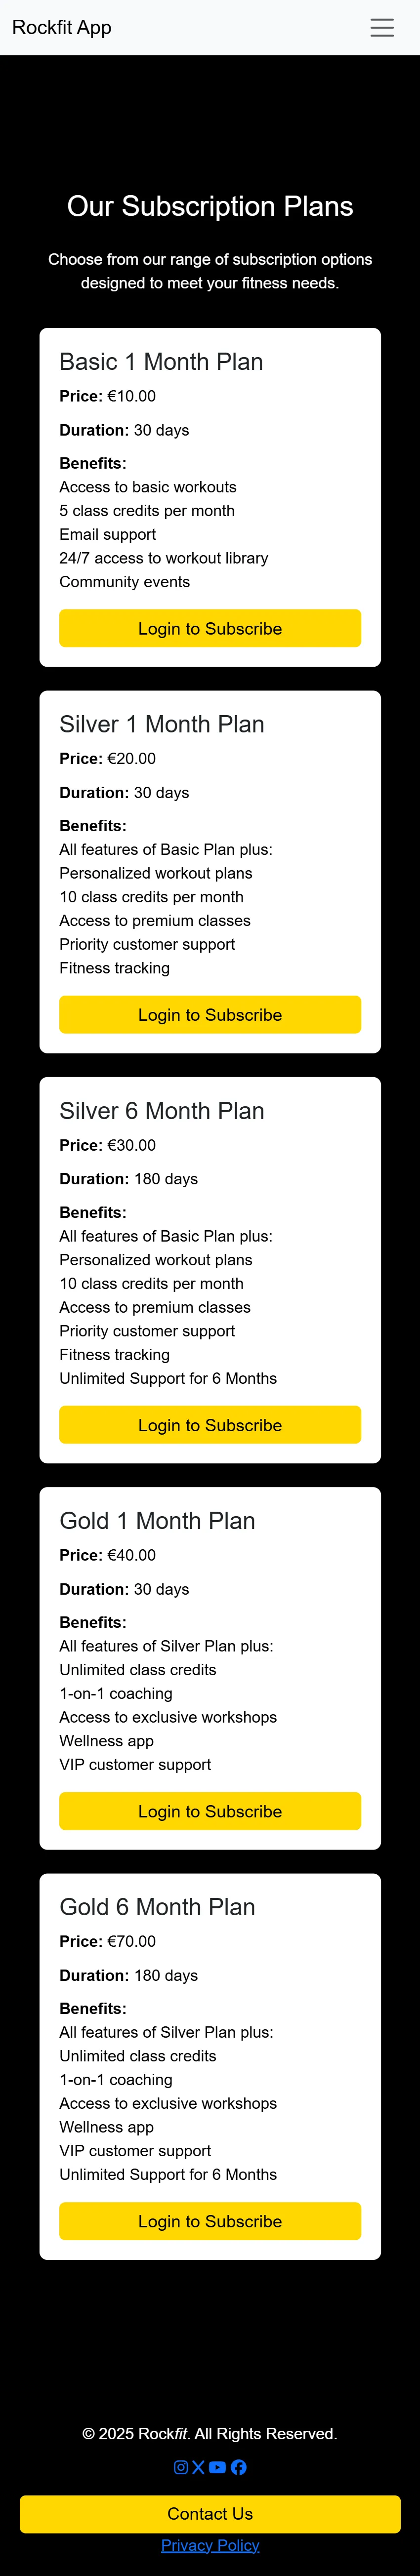 Rockfit App
Our Subscription Plans
Choose from our range of subscription options
designed to meet your fitness needs.
Basic 1 Month Plan
Price: €10.00
Duration: 30 days
Benefits:
Access to basic workouts
5 class credits per month
Email support
24/7 access to workout library
Community events
Login to Subscribe
Silver 1 Month Plan
Price: €20.00
Duration: 30 days
Benefits:
All features of Basic Plan plus:
Personalized workout plans
10 class credits per month
Access to premium classes
Priority customer support
Fitness tracking
Login to Subscribe
Silver 6 Month Plan
Price: €30.00
Duration: 180 days
Benefits:
All features of Basic Plan plus:
Personalized workout plans
10 class credits per month
Access to premium classes
Priority customer support
Fitness tracking
Unlimited Support for 6 Months
Login to Subscribe
Gold 1 Month Plan
Price: €40.00
Duration: 30 days
Benefits:
All features of Silver Plan plus:
Unlimited class credits
1-on-1 coaching
Access to exclusive workshops
Wellness app
VIP customer support
Login to Subscribe
Gold 6 Month Plan
Price: €70.00
Duration: 180 days
Benefits:
All features of Silver Plan plus:
Unlimited class credits
1-on-1 coaching
Access to exclusive workshops
Wellness app
VIP customer support
Unlimited Support for 6 Months
Login to Subscribe
© 2025 Rockfit. All Rights Reserved.
Contact Us
Privacy Policy